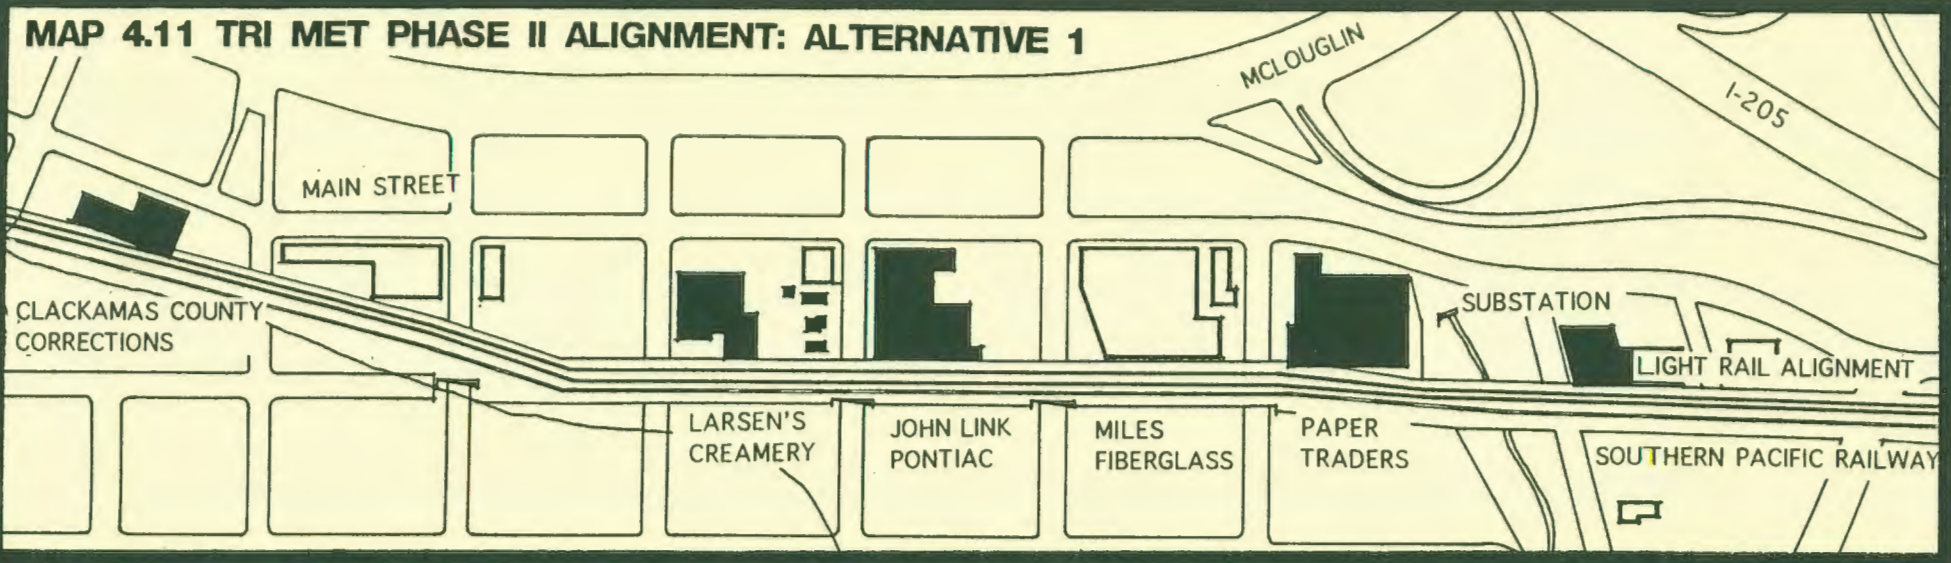 MAP 4.11 TRI MET PHASE II ALIGNMENT: ALTERNATIVE 1
MCLOUGLIN
I-205
MAIN STREET
CLACKAMAS COUNTY
CORRECTIONS
SUBSTATION
LIGHT RAIL ALIGNMENT
LARSEN'S
CREAMERY
JOHN LINK
PONTIAC
MILES
FIBERGLASS
PAPER
TRADERS
SOUTHERN PACIFIC RAILWAY